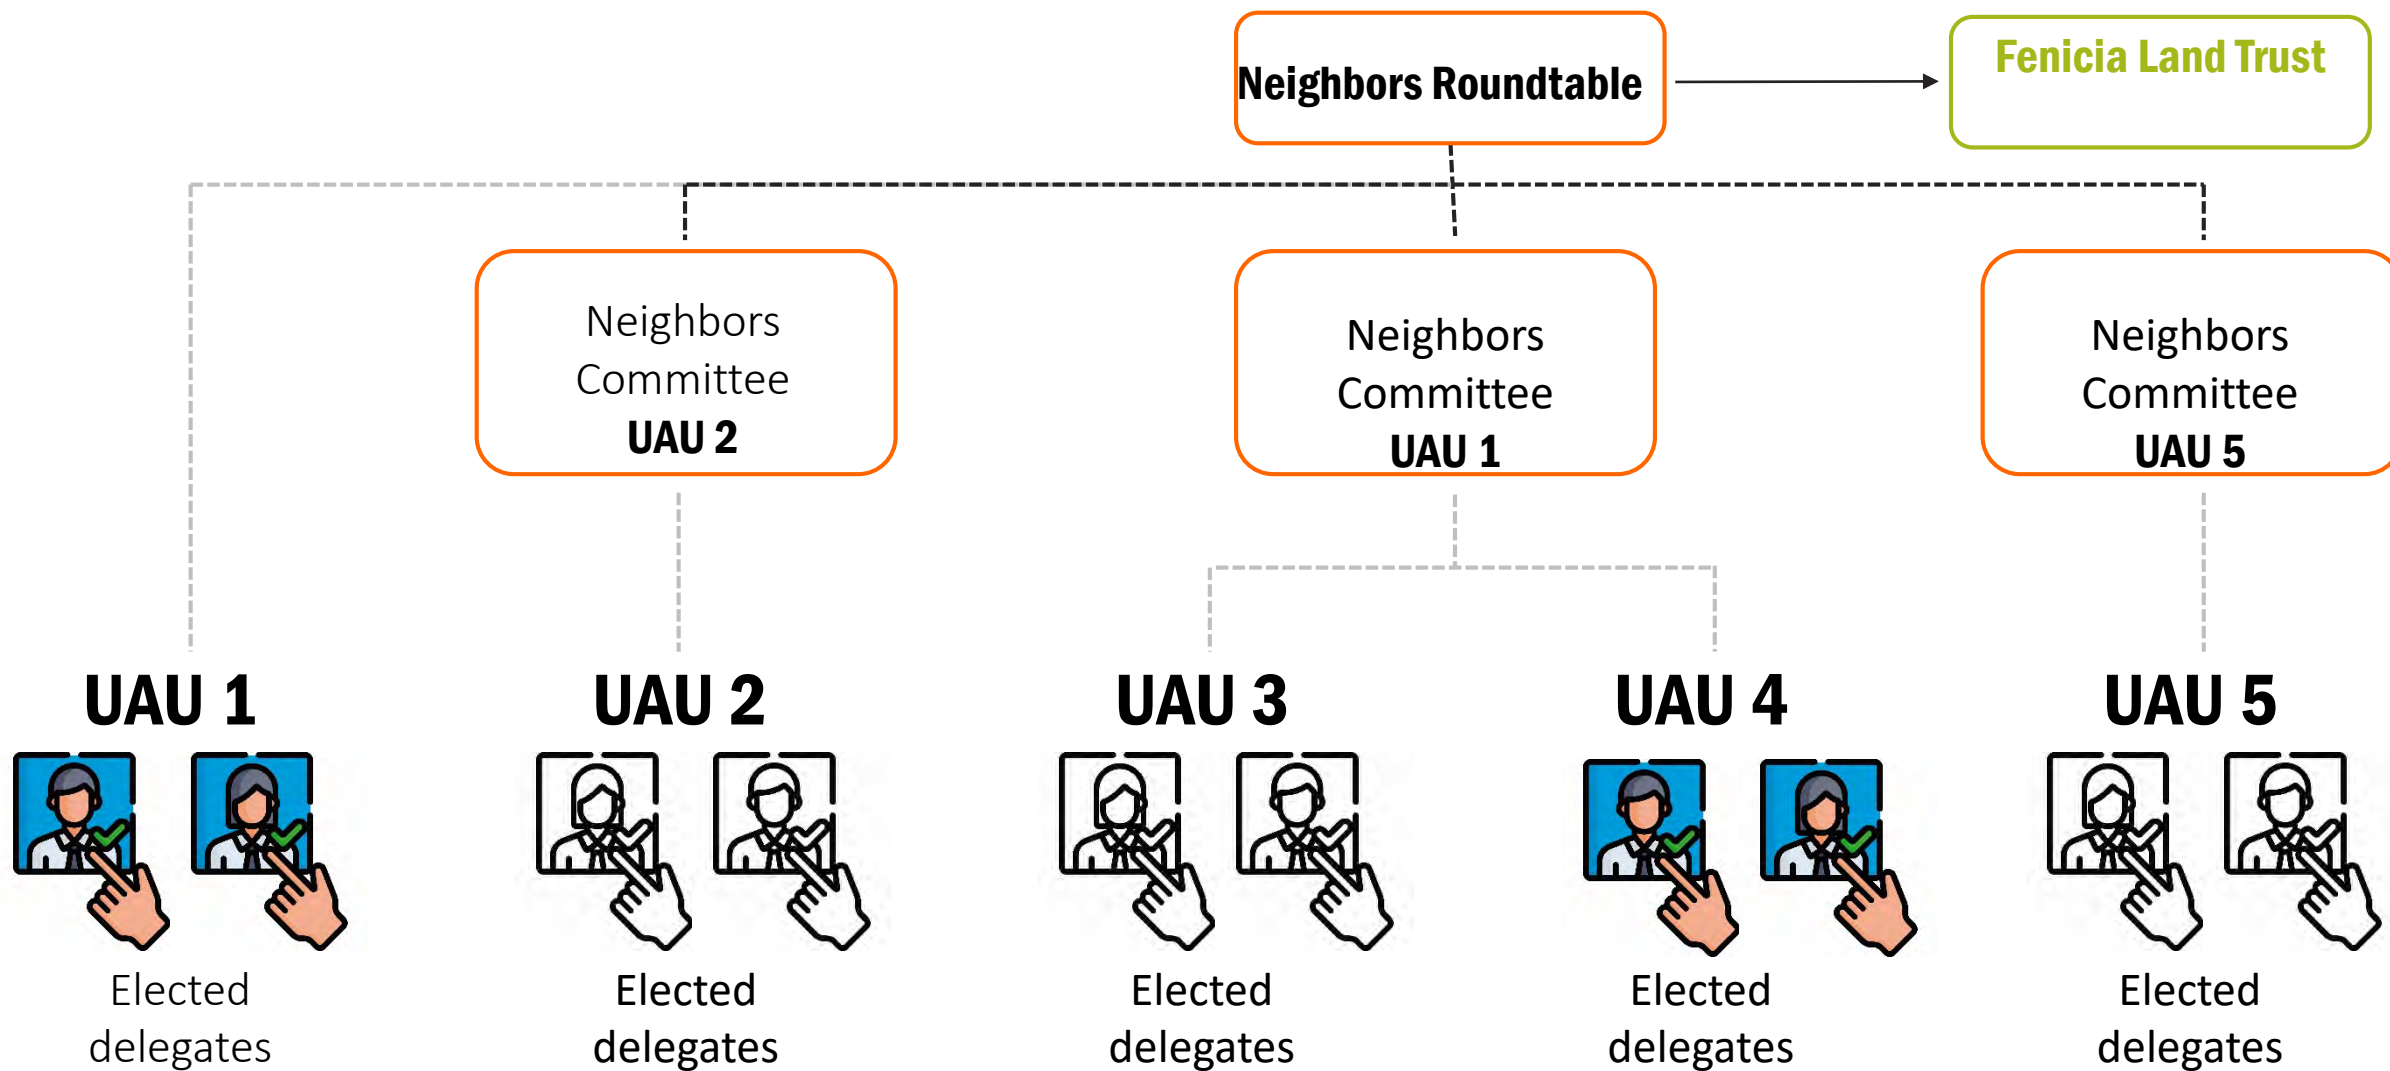 Neighbors Roundtable
Fenicia Land Trust
Neighbors
Committee
UAU 2
Neighbors
Committee
UAU 1
Neighbors
Committee
UAU 5
UAU 1
UAU 2
UAU 3
UAU 4
UAU 5
Elected
delegates
Elected
delegates
Elected
delegates
Elected
delegates
Elected
delegates